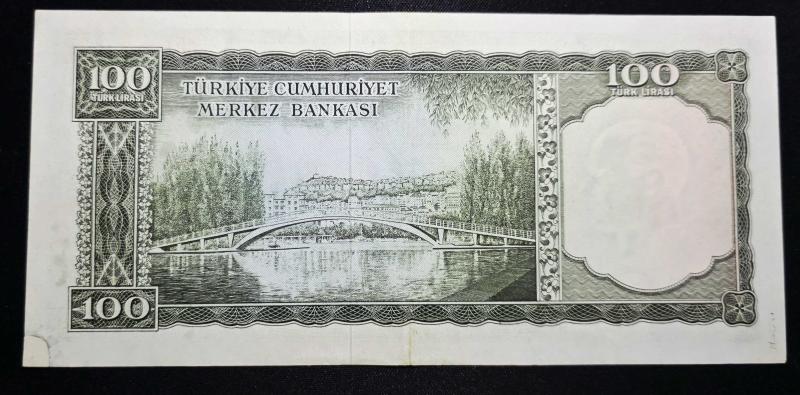 100
TÜRK LİRASI
TÜRKİYE CUMHURİYET
MERKEZ BANKASI
100
TÜRK LİRASI
100